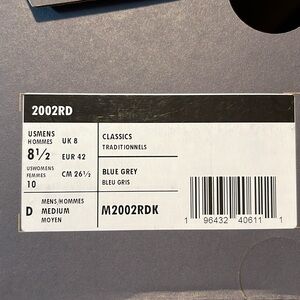 2002RD
USMENS
HOMMES
8½
UK 8
EUR 42
USWOMENS
FEMMES
10
CM 26½
CLASSICS
TRADITIONNELS
BLUE GREY
BLEU GRIS
D
MENS/HOMMES
MEDIUM
MOYEN
M2002RDK
1 96432 40611 1